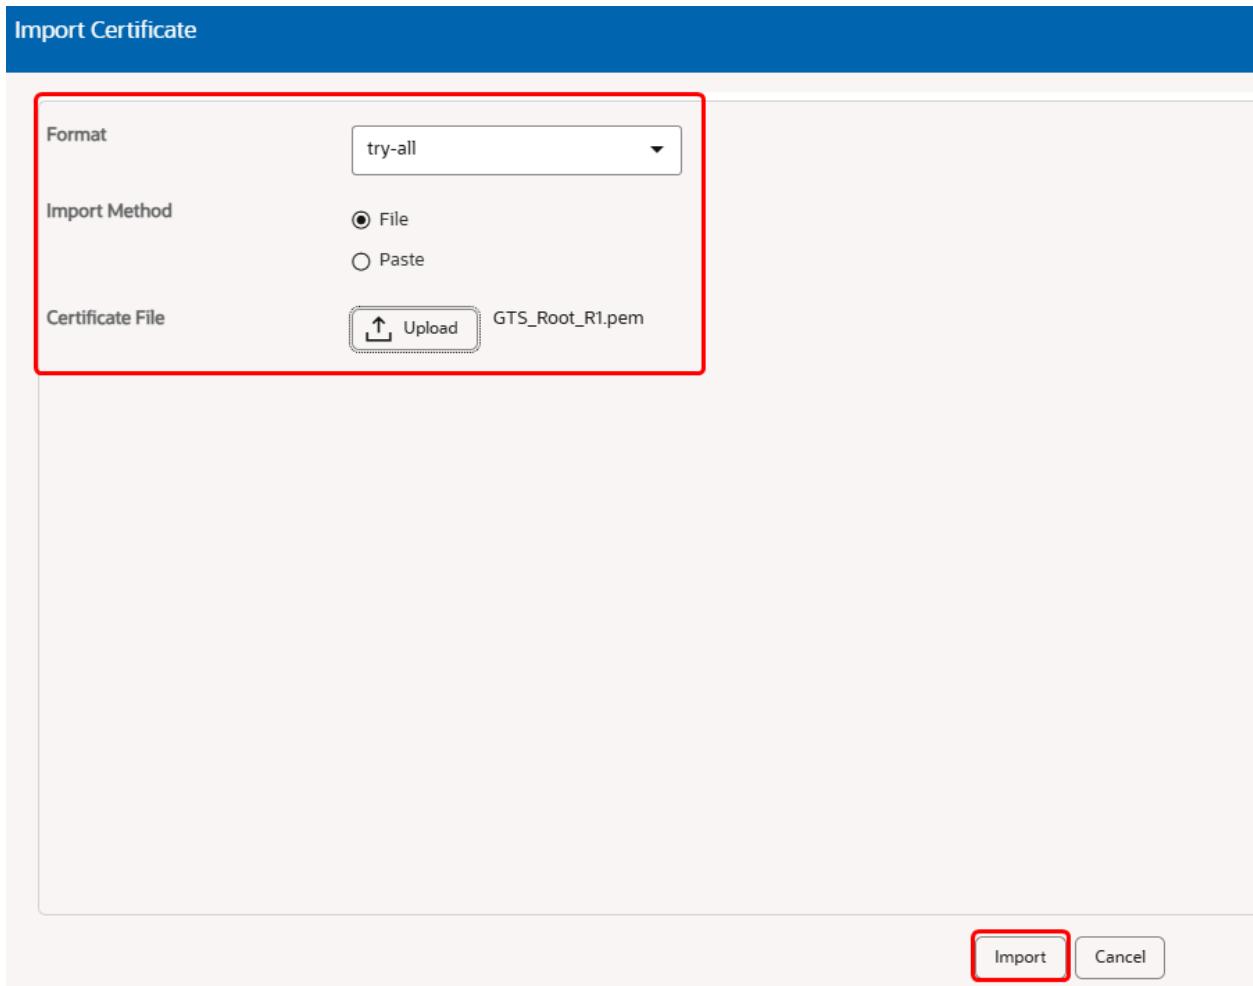 Import Certificate
Format
try-all
Import Method
File
Paste
Certificate File
Upload
GTS_Root_R1.pem
Import
Cancel